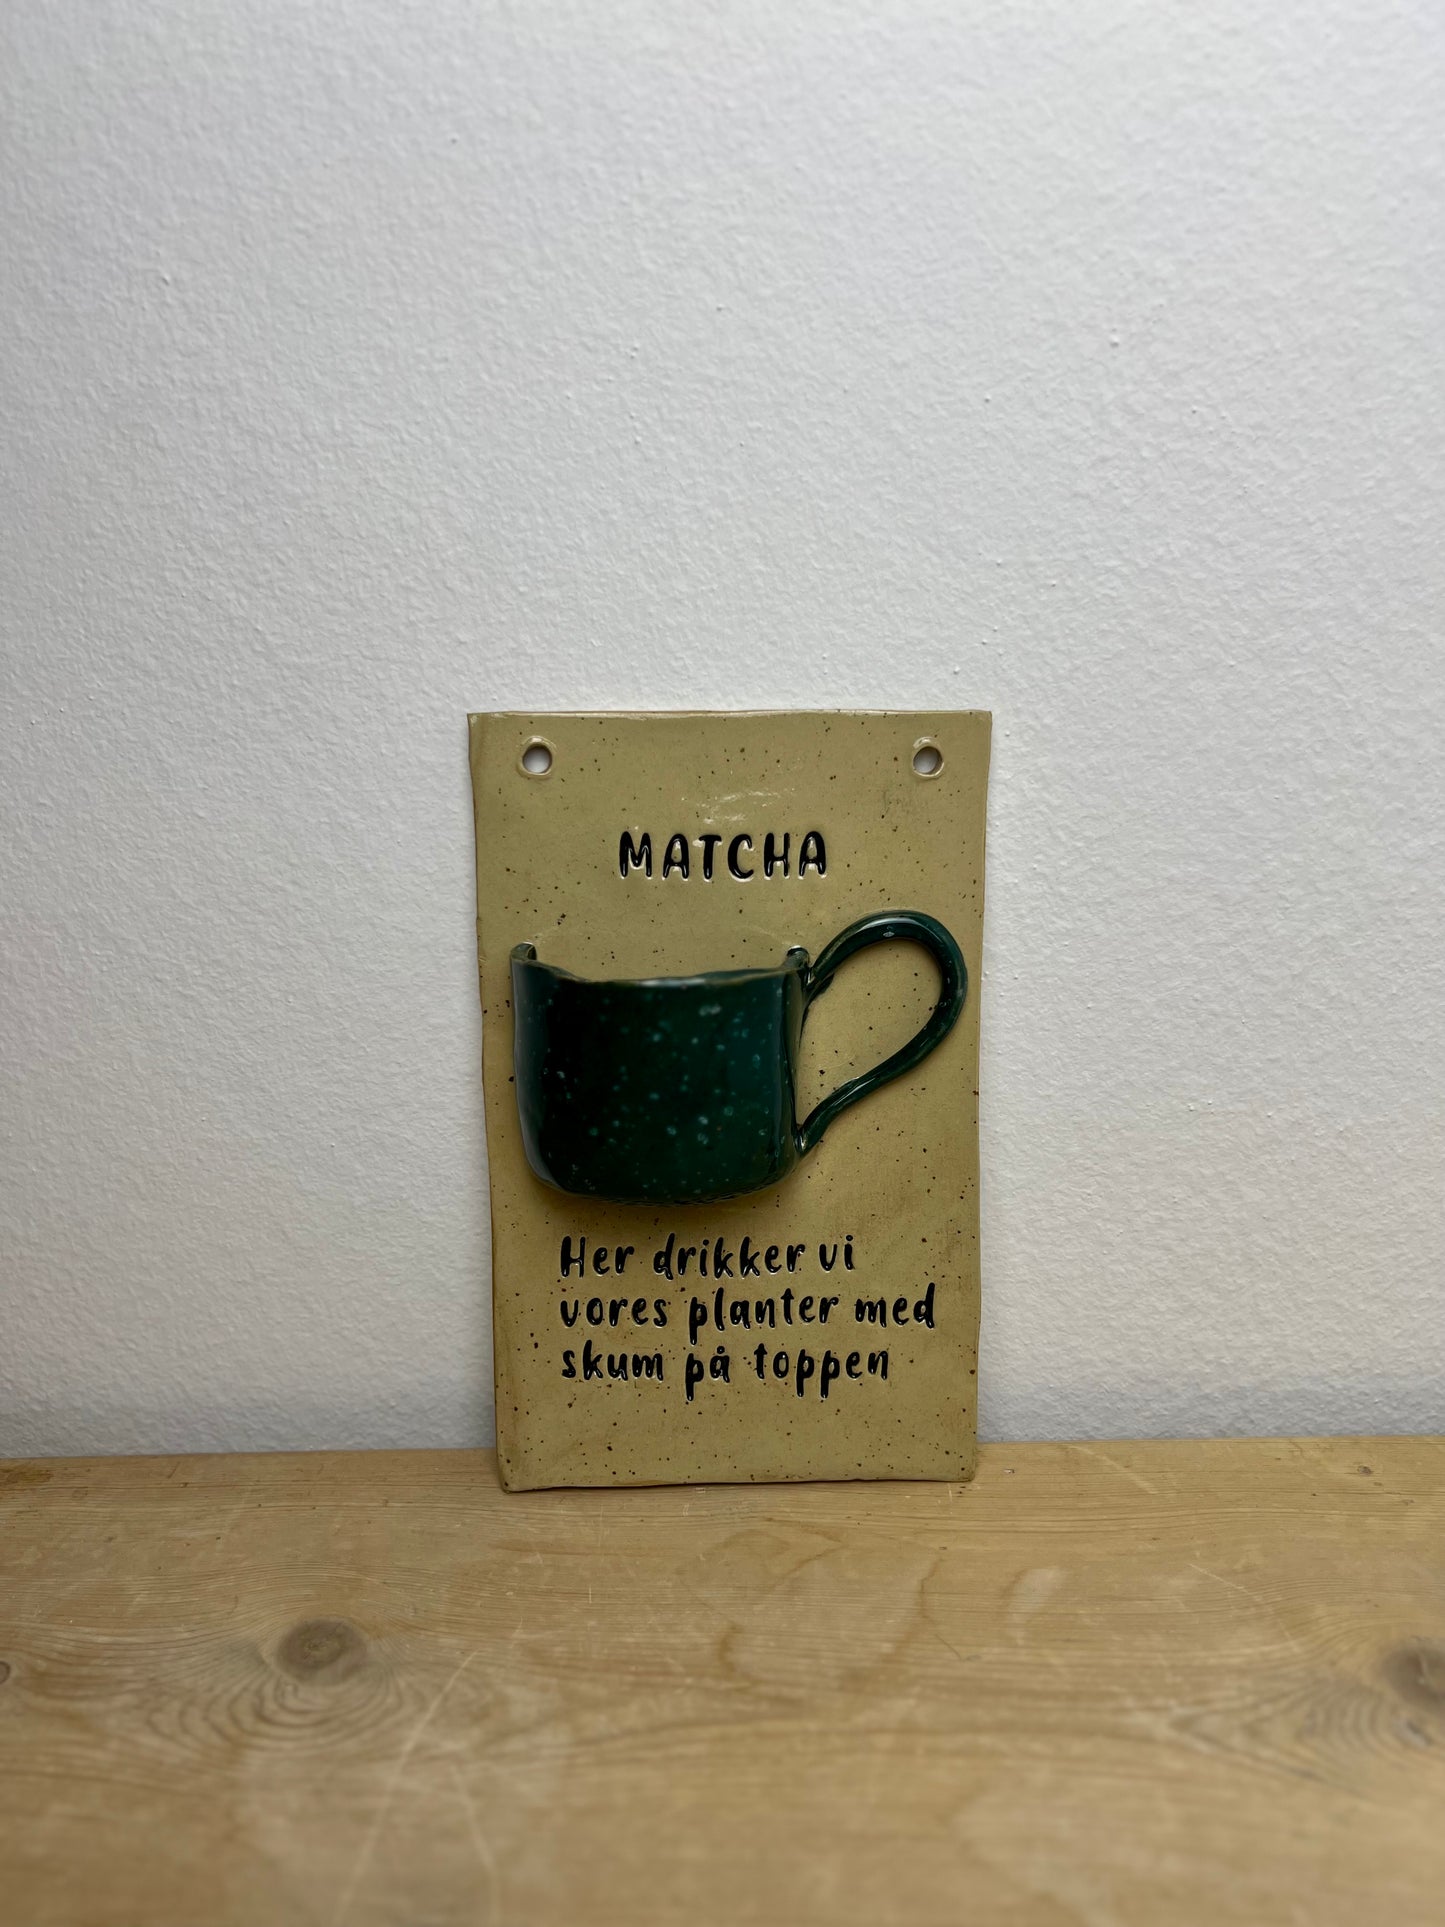 MATCHA
Her drikker vi
vores planter med
skum på toppen